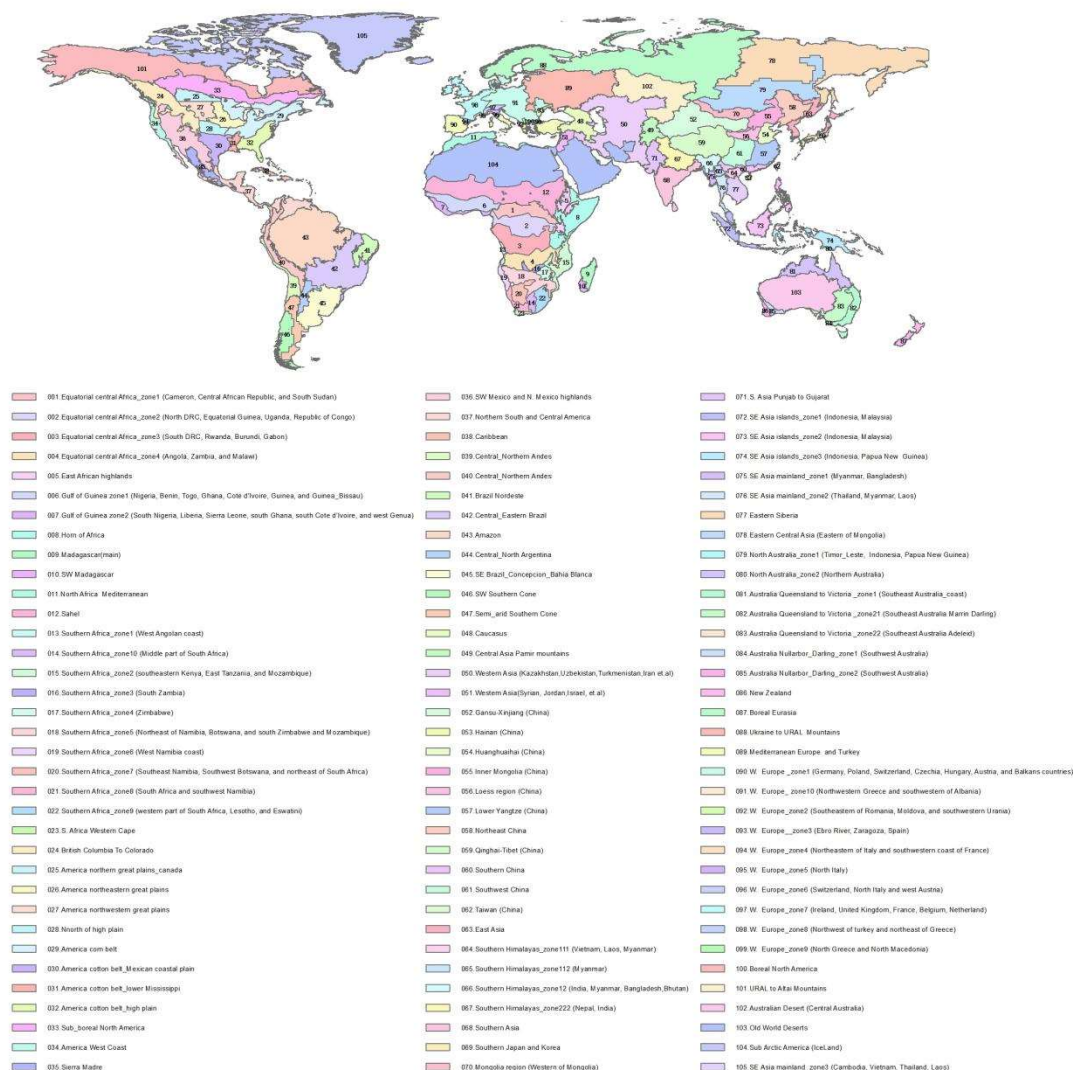 001.Equatorial central Africa_zone1 (Cameron, Central African Republic, and South Sudan)
002.Equatorial central Africa_zone2 (North DRC, Equatorial Guinea, Uganda, Republic of Congo)
003.Equatorial central Africa_zone3 (South DRC, Rwanda, Burundi, Gabon)
004.Equatorial central Africa_zone4 (Angola, Zambia, and Malawi)
005.East African highlands
006.Gulf of Guinea zone1 (Nigeria, Benin, Togo, Ghana, Cote d'Ivoire, Guinea, and Guinea_Bissau)
007.Gulf of Guinea zone2 (South Nigeria, Liberia, Sierra Leone, south Ghana, south Cote d'Ivoire, and west Genua)
008.Horn of Africa
009.Madagascar(main)
010.SW Madagascar
011.North Africa Mediterranean
012.Sahel
013.Southern Africa_zone1 (West Angolan coast)
014.Southern Africa_zone10 (Middle part of South Africa)
015.Southern Africa_zone2 (southeastern Kenya, East Tanzania, and Mozambique)
016.Southern Africa_zone3 (South Zambia)
017.Southern Africa_zone4 (Zimbabwe)
018.Southern Africa_zone5 (Northeast of Namibia, Botswana, and south Zimbabwe and Mozambique)
019.Southern Africa_zone6 (West Namibia coast)
020.Southern Africa_zone7 (Southeast Namibia, Southwest Botswana, and northeast of South Africa)
021.Southern Africa_zone8 (South Africa and southwest Namibia)
022.Southern Africa_zone9 (western part of South Africa, Lesotho, and Eswatini)
023.S. Africa Western Cape
024.British Columbia To Colorado
025.America northern great plains_canada
026.America northeastern great plains
027.America northwestern great plains
028.Nnorth of high plain
029.America corn belt
030.America cotton belt_Mexican coastal plain
031.America cotton belt_lower Mississippi
032.America cotton belt_high plain
033.Sub_boreal North America
034.America West Coast
035.Sierra Madre
036.SW Mexico and N. Mexico highlands
037.Northern South and Central America
038.Caribbean
039.Central_Northern Andes
040.Central_Northern Andes
041.Brazil Nordeste
042.Central_Eastern Brazil
043.Amazon
044.Central_North Argentina
045.SE Brazil_Concepcion_Bahia Blanca
046.SW Southern Cone
047.Semi_arid Southern Cone
048.Caucasus
049.Central Asia Pamir mountains
050.Western Asia (Kazakhstan,Uzbekistan,Turkmenistan,Iran et.al)
051.Western Asia(Syrian, Jordan,Israel, et.al)
052.Gansu-Xinjiang (China)
053.Hainan (China)
054.Huanghuaihai (China)
055.Inner Mongolia (China)
056.Loess region (China)
057.Lower Yangtze (China)
058.Northeast China
059.Qinghai-Tibet (China)
060.Southern China
061.Southwest China
062.Taiwan (China)
063.East Asia
064.Southern Himalayas_zone111 (Vietnam, Laos, Myanmar)
065.Southern Himalayas_zone112 (Myanmar)
066.Southern Himalayas_zone12 (India, Myanmar, Bangladesh,Bhutan)
067.Southern Himalayas_zone222 (Nepal, India)
068.Southern Asia
069.Southern Japan and Korea
070.Mongolia region (Western of Mongolia)
071.S. Asia Punjab to Gujarat
072.SE Asia islands_zone1 (Indonesia, Malaysia)
073.SE Asia islands_zone2 (Indonesia, Malaysia)
074.SE Asia islands_zone3 (Indonesia, Papua New Guinea)
075.SE Asia mainland_zone1 (Myanmar, Bangladesh)
076.SE Asia mainland_zone2 (Thailand, Myanmar, Laos)
077.Eastern Siberia
078.Eastern Central Asia (Eastern of Mongolia)
079.North Australia_zone1 (Timor_Leste, Indonesia, Papua New Guinea)
080.North Australia_zone2 (Northern Australia)
081.Australia Queensland to Victoria_zone1 (Southeast Australia_coast)
082.Australia Queensland to Victoria_zone21 (Southeast Australia Marrin Darling)
083.Australia Queensland to Victoria_zone22 (Southeast Australia Adeleid)
084.Australia Nullarbor_Darling_zone1 (Southwest Australia)
085.Australia Nullarbor_Darling_zone2 (Southwest Australia)
086.New Zealand
087.Boreal Eurasia
088.Ukraine to URAL Mountains
089.Mediterranean Europe and Turkey
090.W. Europe_zone1 (Germany, Poland, Switzerland, Czechia, Hungary, Austria, and Balkans countries)
091.W. Europe_zone10 (Northwestern Greece and southwestern of Albania)
092.W. Europe_zone2 (Southeastern of Romania, Moldova, and southwestern Urania)
093.W. Europe__zone3 (Ebro River, Zaragoza, Spain)
094.W. Europe_zone4 (Northeastern of Italy and southwestern coast of France)
095.W. Europe_zone5 (North Italy)
096.W. Europe_zone6 (Switzerland, North Italy and west Austria)
097.W. Europe_zone7 (Ireland, United Kingdom, France, Belgium, Netherland)
098.W. Europe_zone8 (Northwest of turkey and northeast of Greece)
099.W. Europe_zone9 (North Greece and North Macedonia)
100.Boreal North America
101.URAL to Altai Mountains
102.Australian Desert (Central Australia)
103.Old World Deserts
104.Sub Arctic America (IceLand)
105.SE Asia mainland_zone3 (Cambodia, Vietnam, Thailand, Laos)